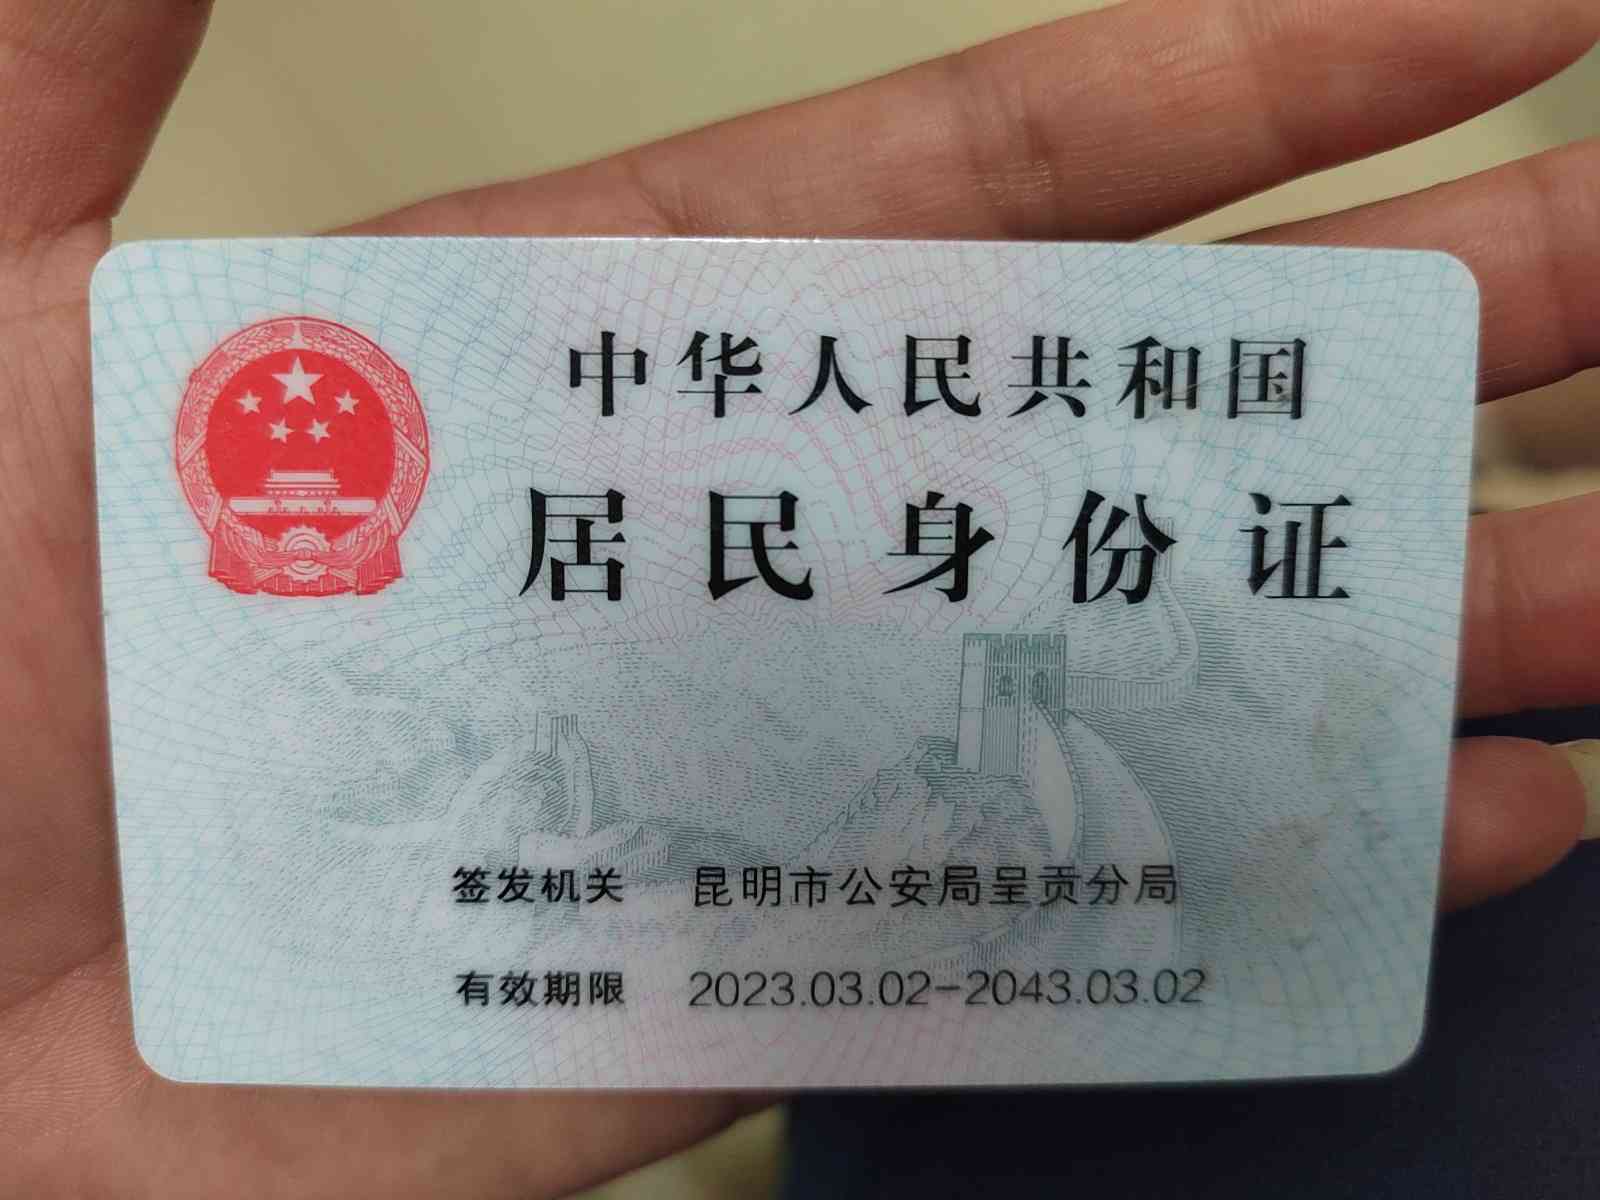 中华人民共和国
居民身份证
签发机关 昆明市公安局呈贡分局
有效期限 2023.03.02-2043.03.02